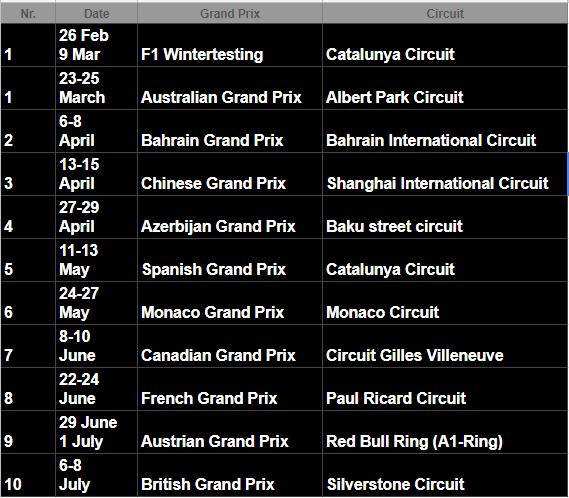 Nr. Date Grand Prix Circuit
26 Feb
1 9 Mar F1 Wintertesting Catalunya Circuit
23-25
1 March Australian Grand Prix Albert Park Circuit
6-8
2 April Bahrain Grand Prix Bahrain International Circuit
13-15
3 April Chinese Grand Prix Shanghai International Circuit
27-29
4 April Azerbijan Grand Prix Baku street circuit
11-13
5 May Spanish Grand Prix Catalunya Circuit
24-27
6 May Monaco Grand Prix Monaco Circuit
8-10
7 June Canadian Grand Prix Circuit Gilles Villeneuve
22-24
8 June French Grand Prix Paul Ricard Circuit
29 June
9 1 July Austrian Grand Prix Red Bull Ring (A1-Ring)
6-8
10 July British Grand Prix Silverstone Circuit